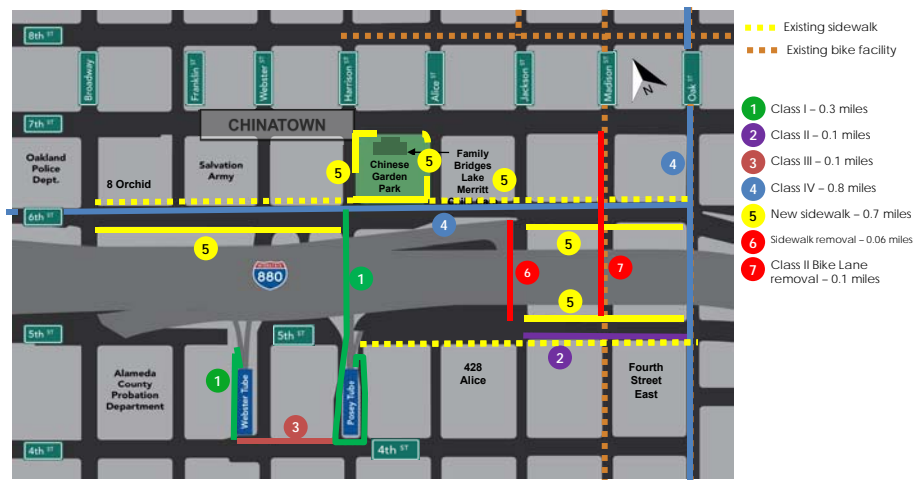 8th ST
Broadway
Franklin ST
Webster ST
Harrison ST
Alice ST
Jackson ST
Madison ST
Oak ST
N
7th ST
CHINATOWN
Oakland
Police
Dept.
8 Orchid
Salvation
Army
5
Chinese
Garden
Park
5
Family
Bridges
Lake
Merritt
5
4
6th ST
4
5
5
880
1
6
7
5
5th ST
5th ST
2
Alameda
County
Probation
Department
1
Webster Tube
Posey Tube
428
Alice
Fourth
Street
East
3
4th ST
4th ST
Existing sidewalk
Existing bike facility
1 Class I – 0.3 miles
2 Class II – 0.1 miles
3 Class III – 0.1 miles
4 Class IV – 0.8 miles
5 New sidewalk – 0.7 miles
6 Sidewalk removal – 0.06 miles
7 Class II Bike Lane
removal – 0.1 miles